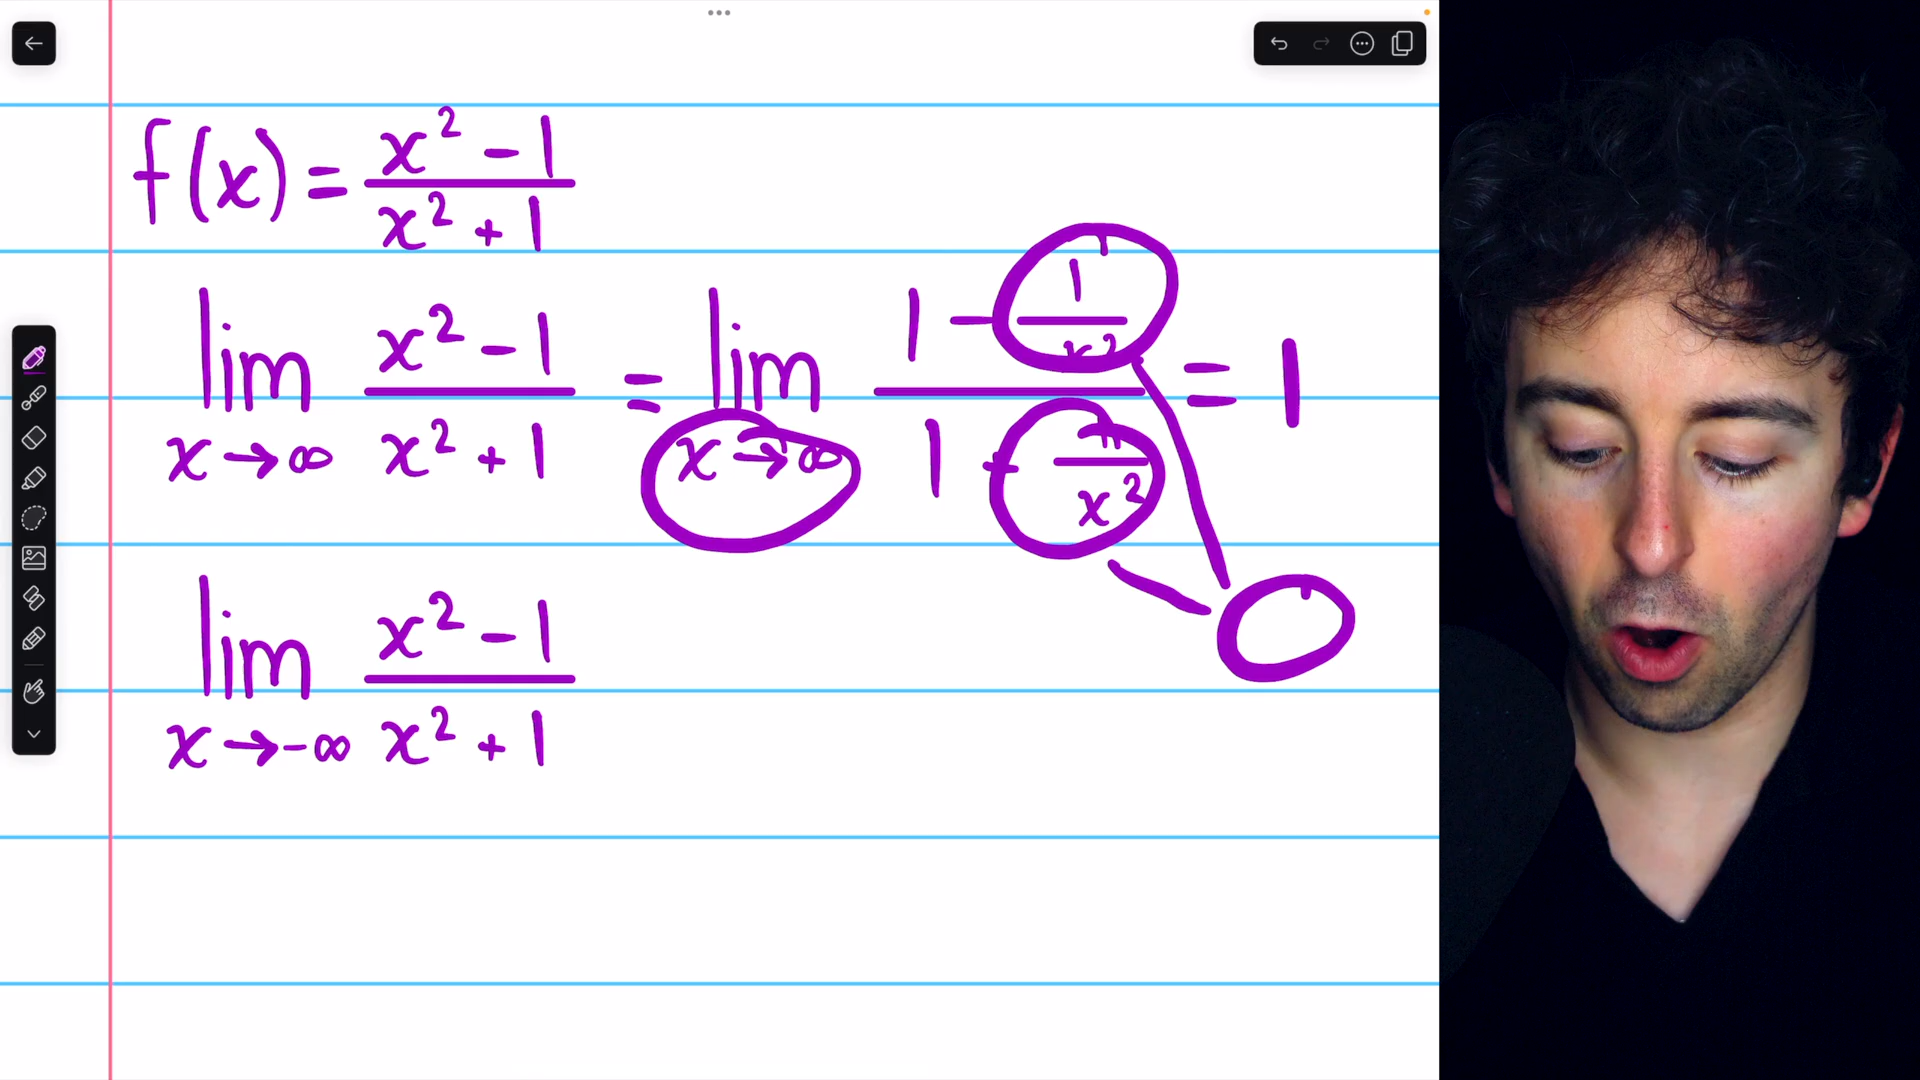 f(x) = x² - 1 / x² + 1
lim x→∞ x² - 1 / x² + 1 = lim x→∞ 1 - 1/x² / 1 + 1/x² = 1
0
lim x→-∞ x² - 1 / x² + 1